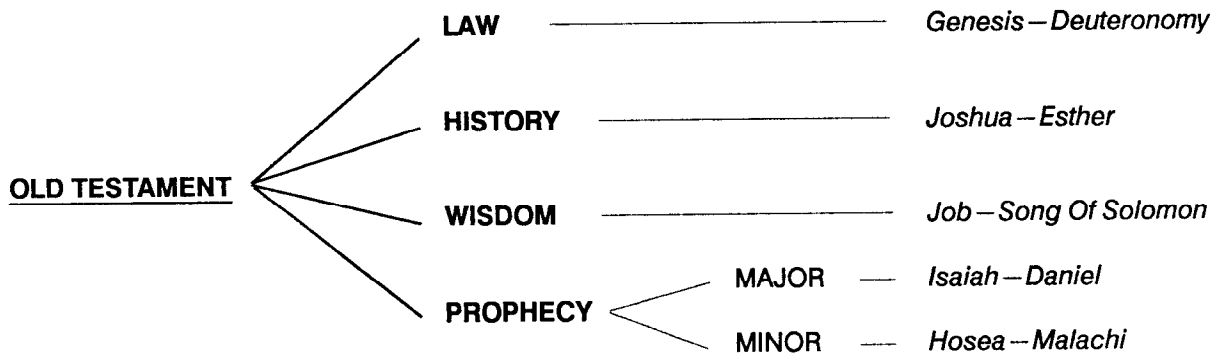 LAW Genesis—Deuteronomy
HISTORY Joshua—Esther
OLD TESTAMENT
WISDOM Job—Song Of Solomon
MAJOR Isaiah—Daniel
PROPHECY
MINOR Hosea—Malachi